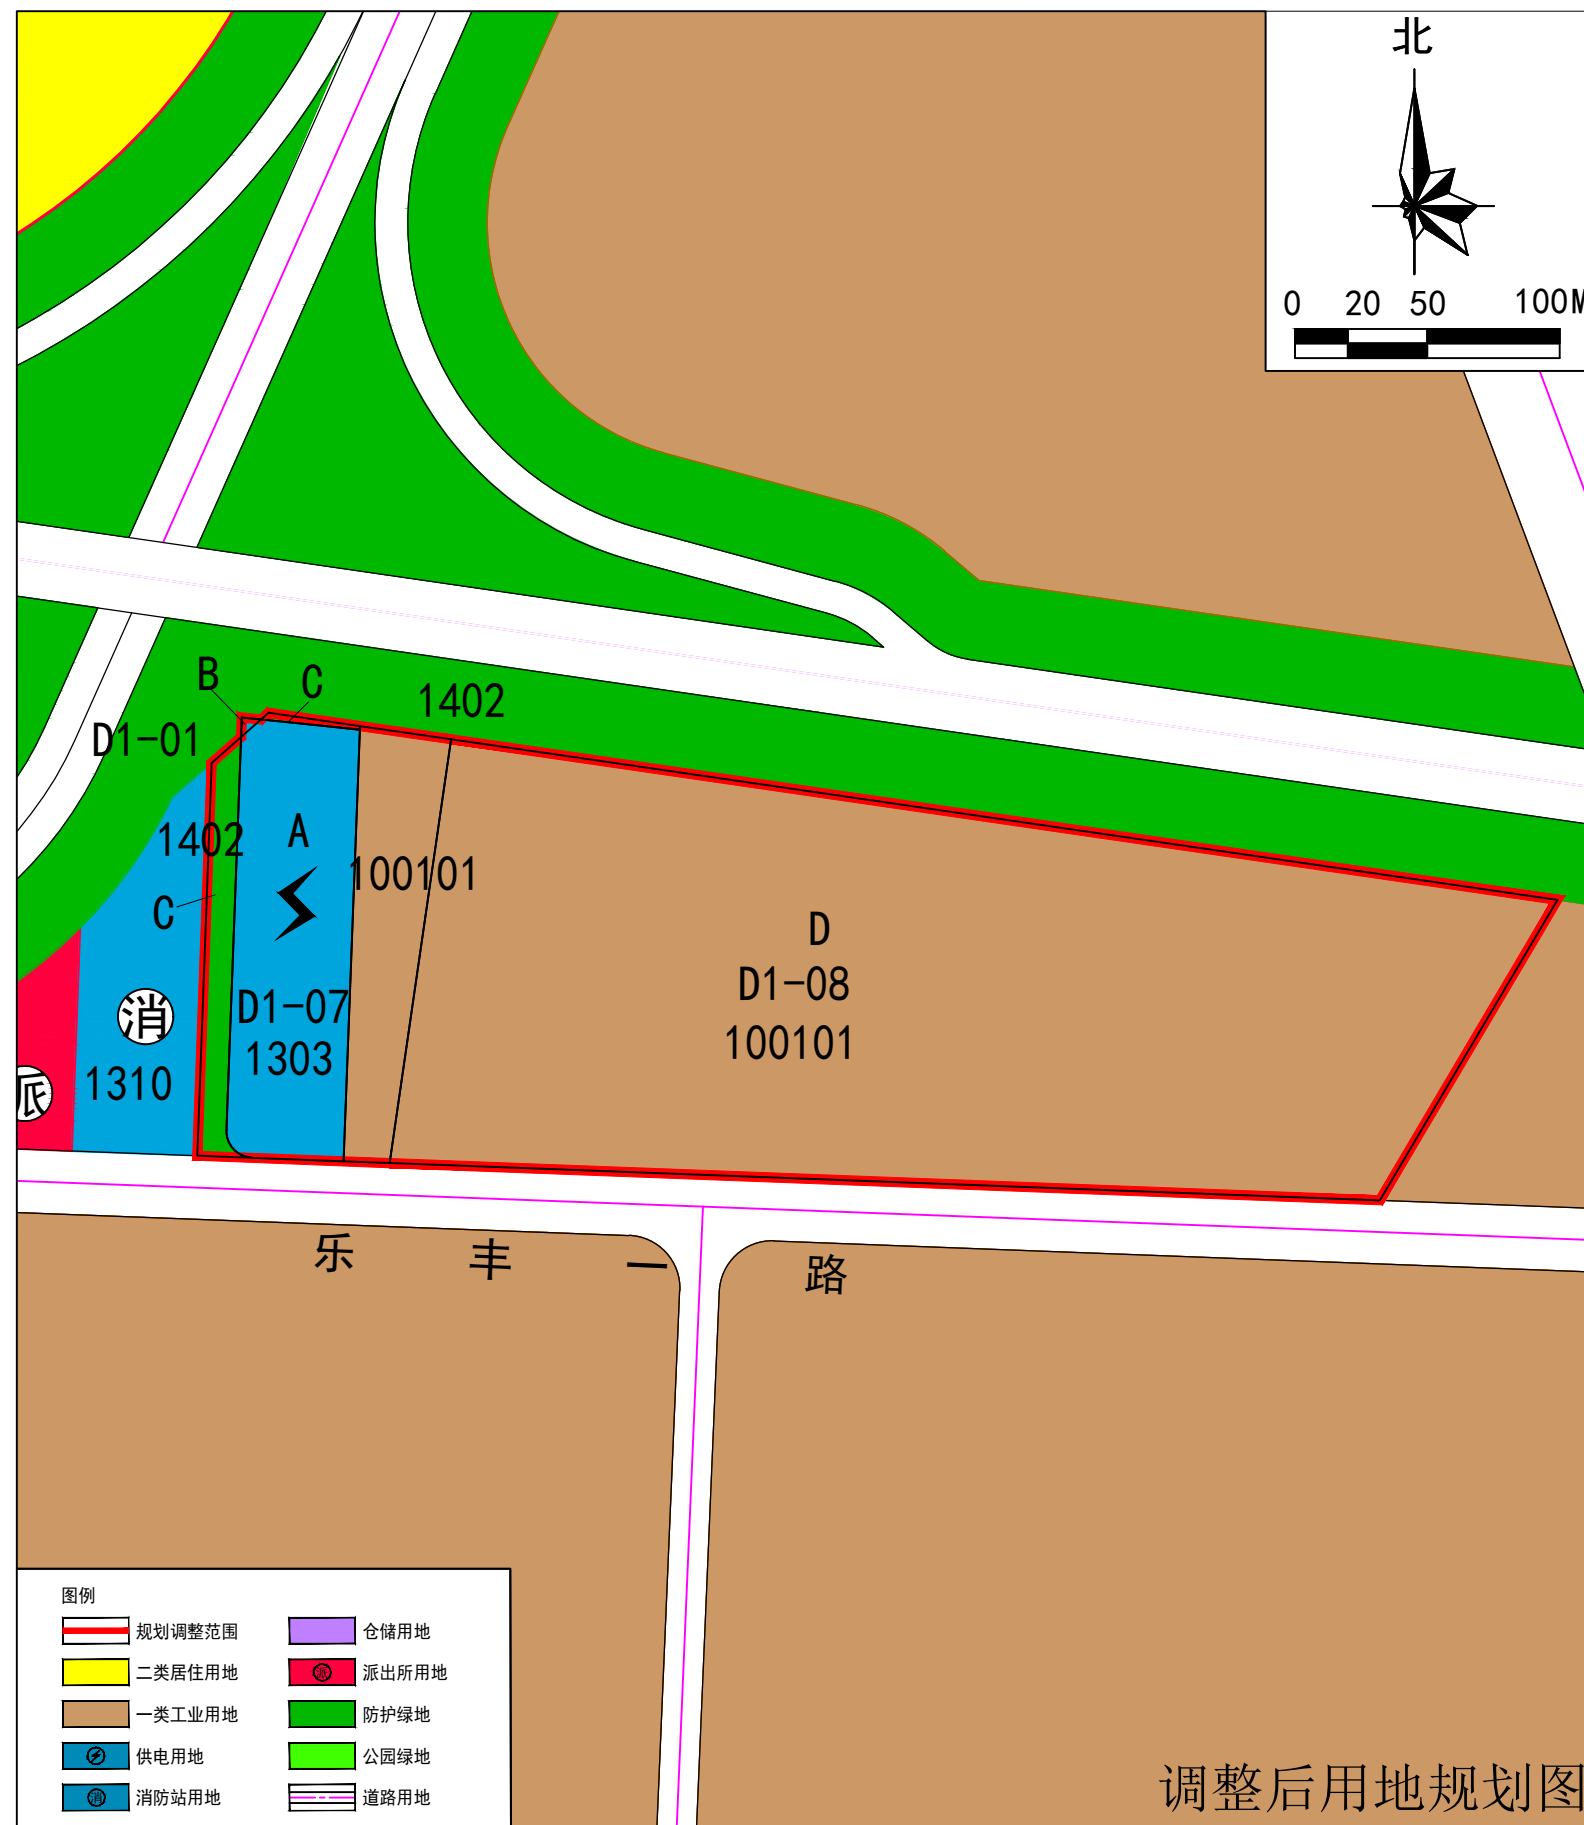 北
0 20 50 100M
B
C
1402
D1-01
1402
A
100101
C
D
D1-08
100101
D1-07
1303
消
1310
派
乐丰一路
图例
规划调整范围
仓储用地
二类居住用地
派
派出所用地
一类工业用地
防护绿地
供电用地
公园绿地
消
消防站用地
道路用地
调整后用地规划图